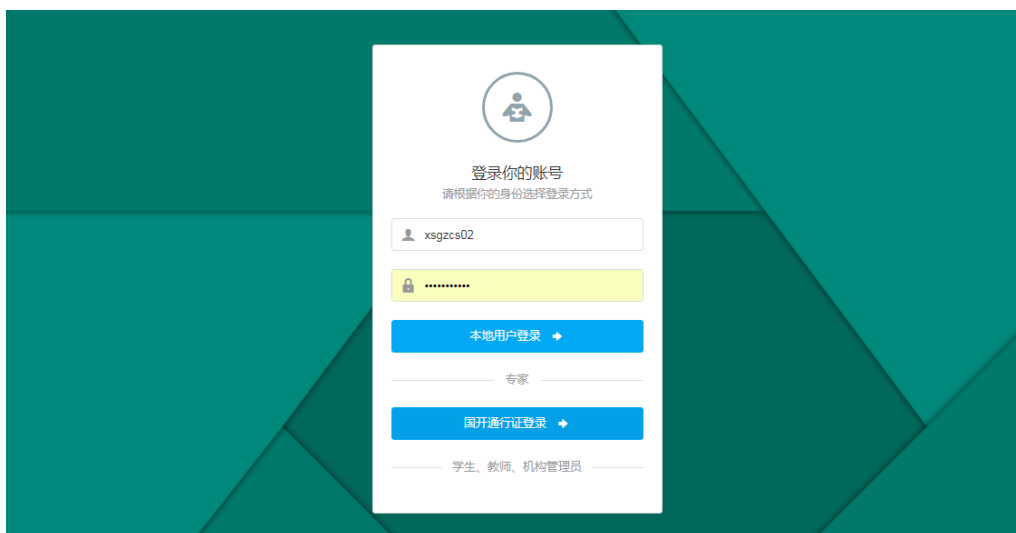 登录你的账号
请根据你的身份选择登录方式
xsgzcs02
•••••••••••
本地用户登录
专家
国开通行证登录
学生、教师、机构管理员